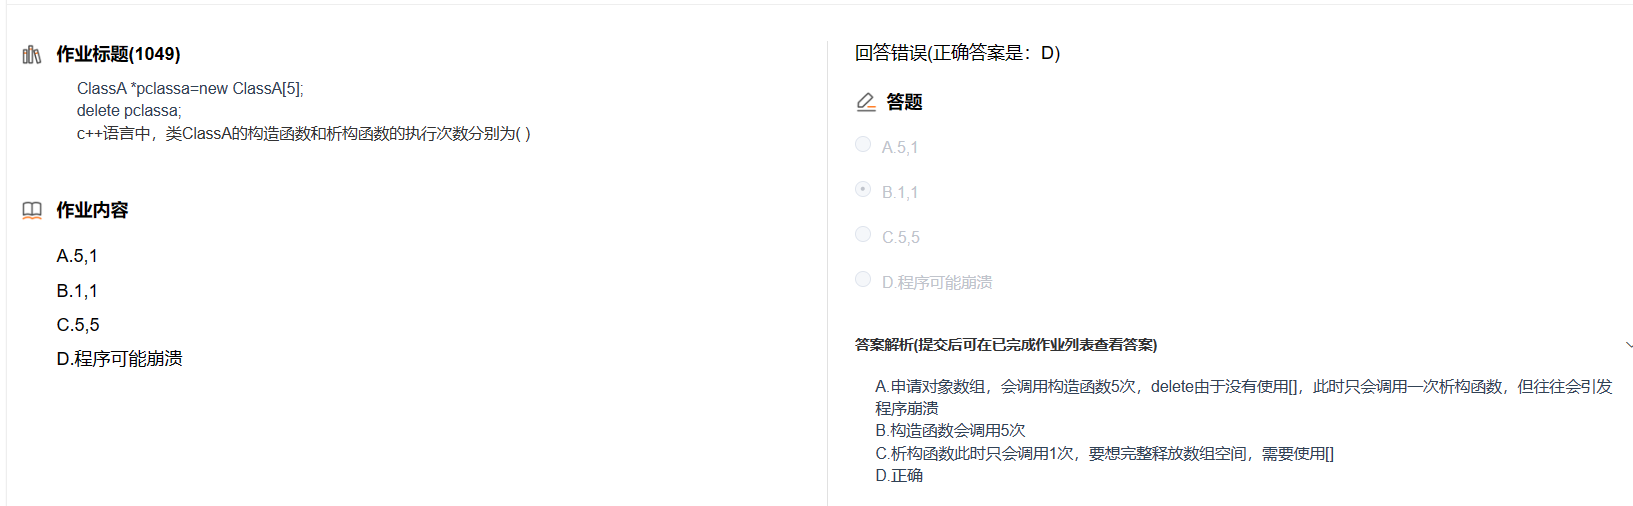 作业标题(1049)
ClassA *pclassa=new ClassA[5];
delete pclassa;
c++语言中，类ClassA的构造函数和析构函数的执行次数分别为( )
作业内容
A.5,1
B.1,1
C.5,5
D.程序可能崩溃
回答错误(正确答案是：D)
答题
A.5,1
B.1,1
C.5,5
D.程序可能崩溃
答案解析(提交后可在已完成作业列表查看答案)
A.申请对象数组，会调用构造函数5次，delete由于没有使用[]，此时只会调用一次析构函数，但往往会引发
程序崩溃
B.构造函数会调用5次
C.析构函数此时只会调用1次，要想完整释放数组空间，需要使用[]
D.正确